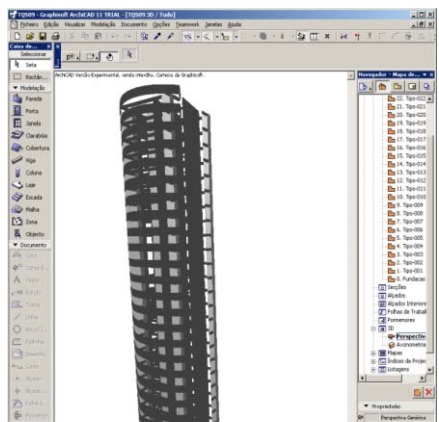 TQS09 - Graphisoft ArchiCAD 11 TRIAL - [TQS09 3D / Tudo]
Ficheiro Edição Visualizar Modelação Documento Opções Teamwork Janelas Ajuda
Caixa de...
Seleccionar
Seta
Rectân...
Modelação
Parede
Porta
Janela
Clarabóia
Cobertura
Viga
Coluna
Laje
Escada
Malha
Zona
Objecto
Documento
ArchiCAD Versão Experimental, venda interdita. Cortesia da Graphisoft.
Navegador - Mapa de...
22. Tipo-022
21. Tipo-021
20. Tipo-020
19. Tipo-019
18. Tipo-018
17. Tipo-017
16. Tipo-016
15. Tipo-015
14. Tipo-014
13. Tipo-013
12. Tipo-012
11. Tipo-011
10. Tipo-010
9. Tipo-009
8. Tipo-008
7. Tipo-007
6. Tipo-006
5. Tipo-005
4. Tipo-004
3. Tipo-003
2. Tipo-002
1. Tipo-001
0. Fundacao
Secções
Alçados
Alçados Interiores
Folhas de Trabal
Pormenores
3D
Perspectiv
Axonometria
Mapas
Índices de Projec
Listagens
Propriedades
Perspectiva Genérica